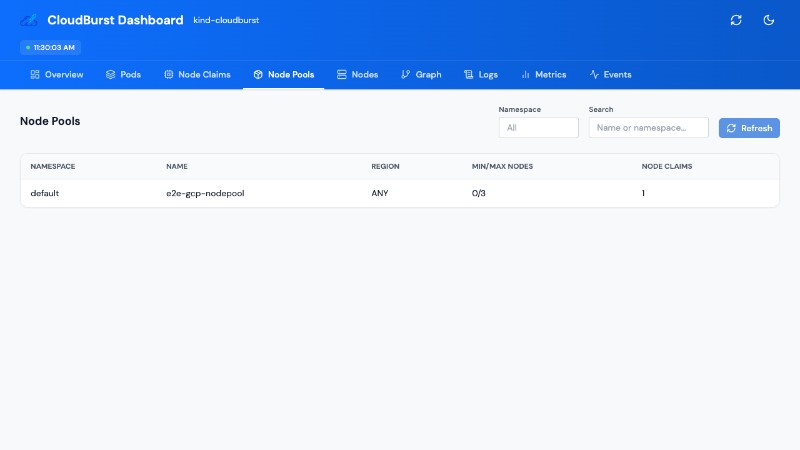 CloudBurst Dashboard kind-cloudburst
11:30:03 AM
Overview Pods Node Claims Node Pools Nodes Graph Logs Metrics Events
Node Pools
Namespace Search
All Name or namespace... Refresh
NAMESPACE NAME REGION MIN/MAX NODES NODE CLAIMS
default e2e-gcp-nodepool ANY 0/3 1